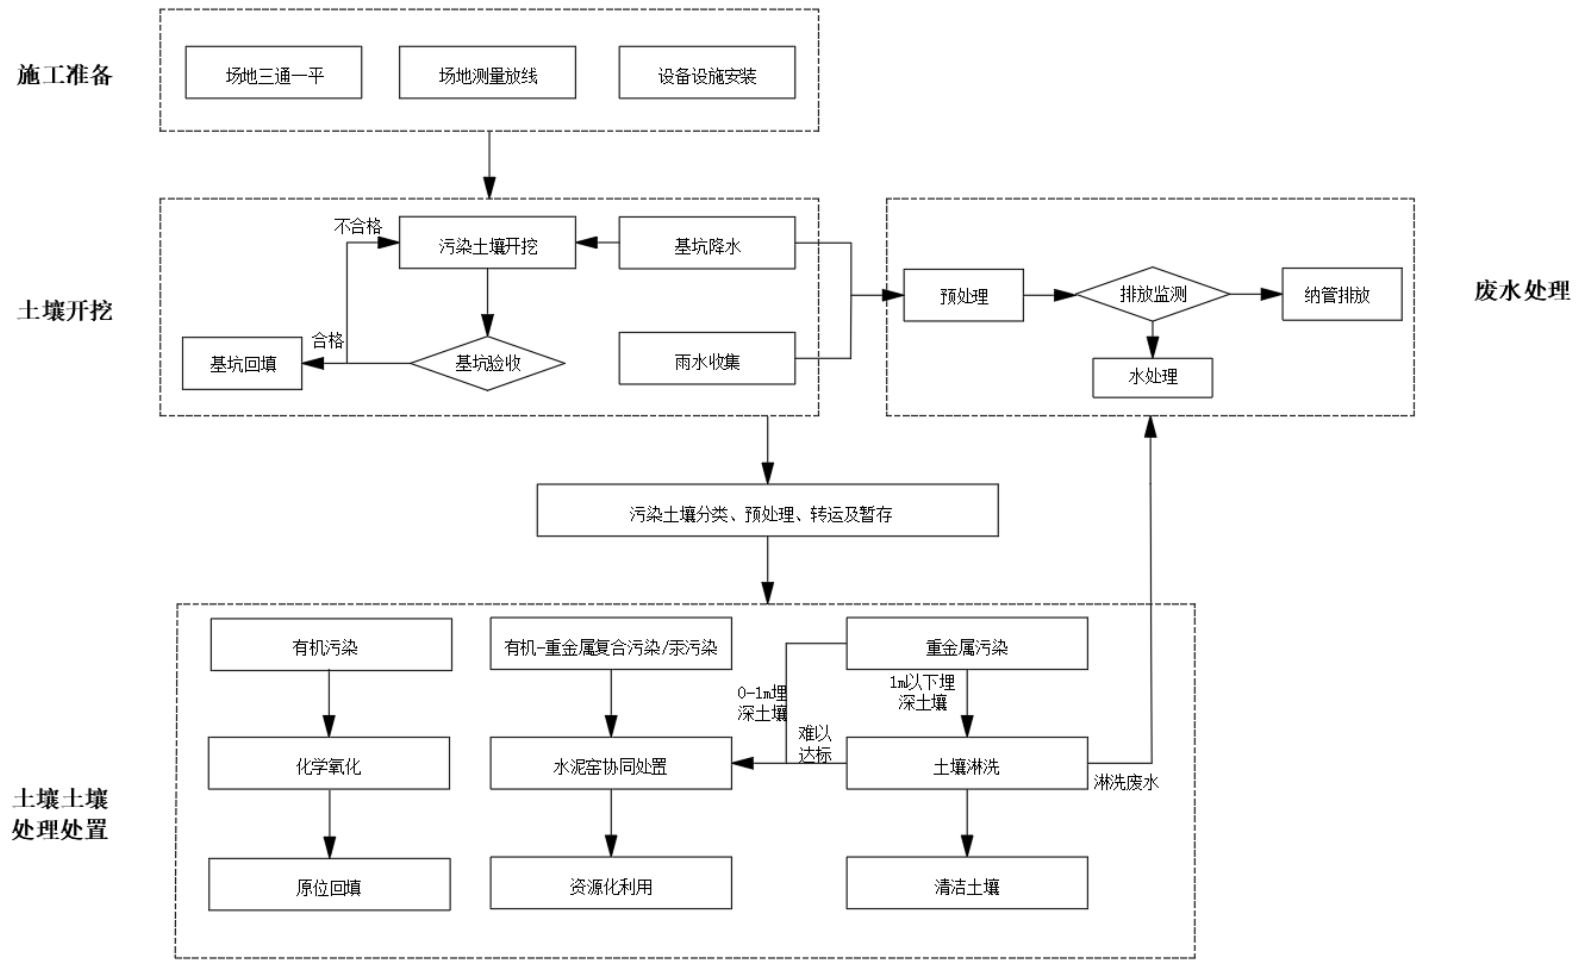 施工准备
场地三通一平
场地测量放线
设备设施安装
土壤开挖
不合格
污染土壤开挖
基坑降水
合格
基坑回填
基坑验收
雨水收集
预处理
排放监测
纳管排放
水处理
废水处理
污染土壤分类、预处理、转运及暂存
土壤土壤
处理处置
有机污染
有机-重金属复合污染/汞污染
重金属污染
0-1m埋
深土壤
1m以下埋
深土壤
化学氧化
水泥窑协同处置
难以
达标
土壤淋洗
淋洗废水
原位回填
资源化利用
清洁土壤